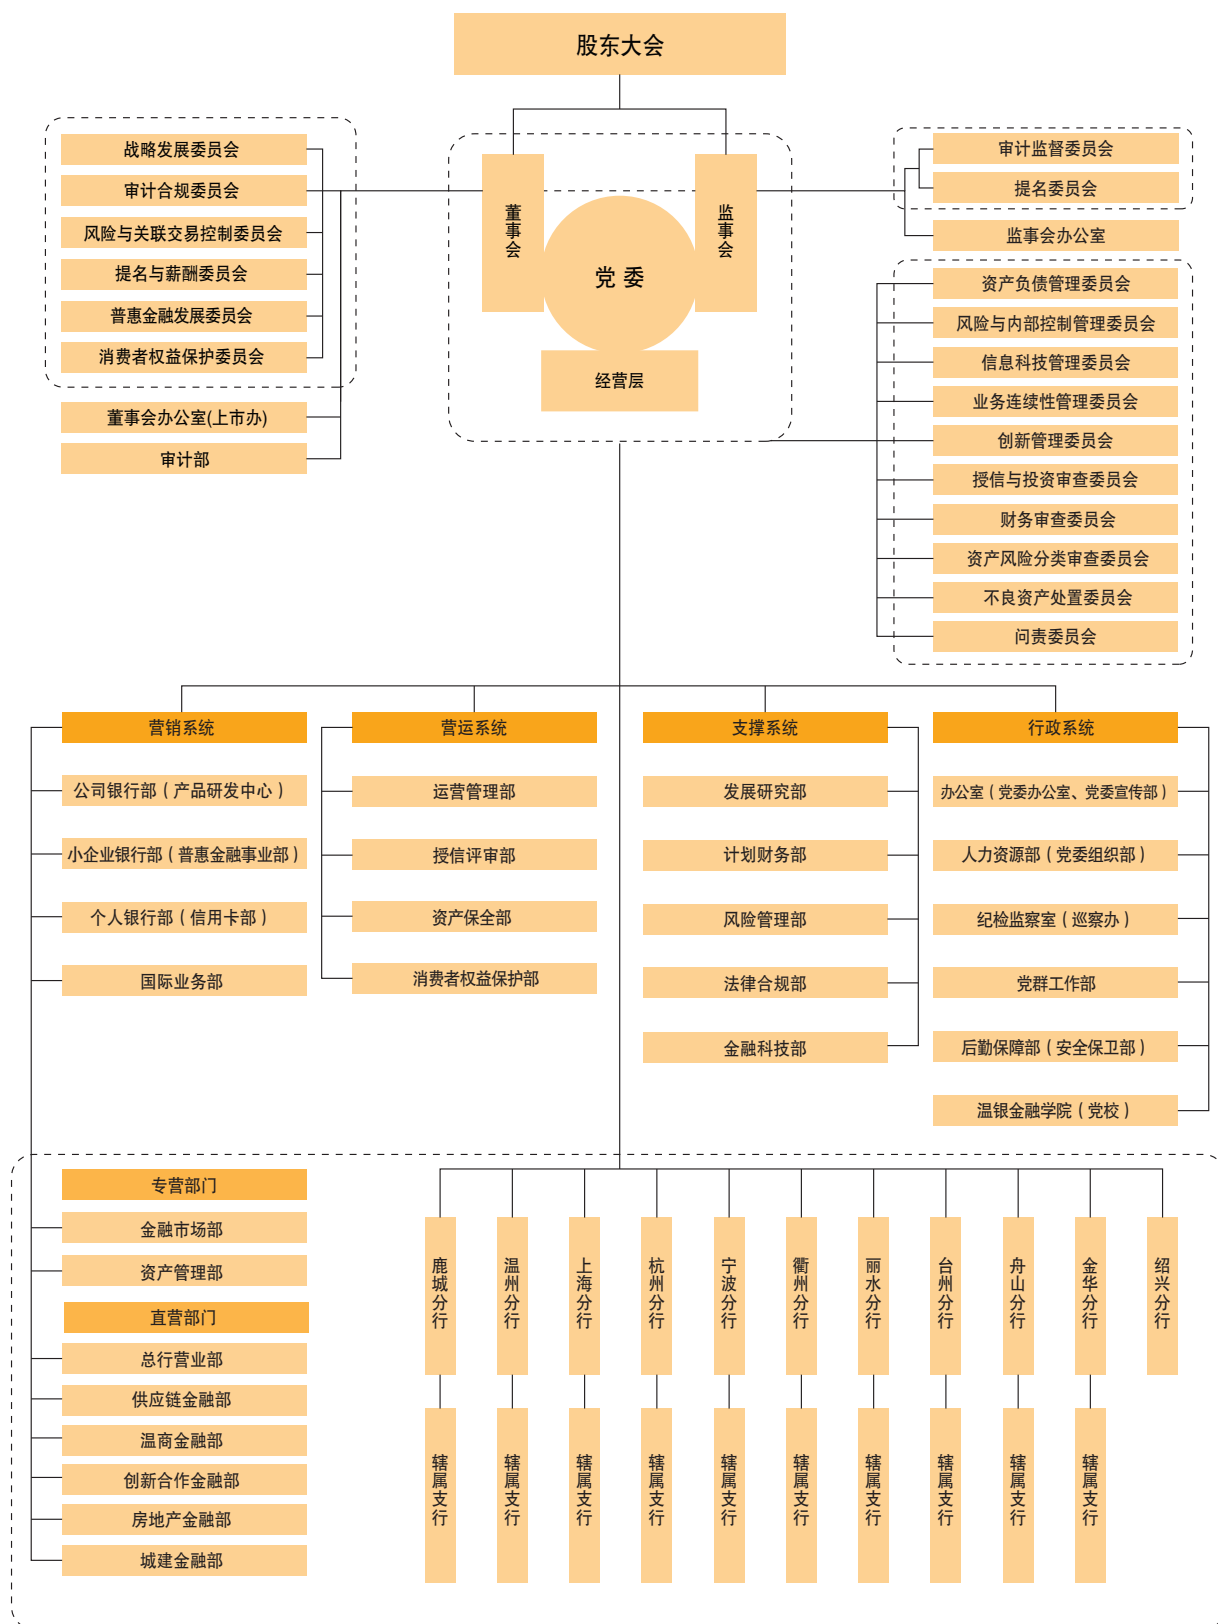 股东大会
战略发展委员会
审计合规委员会
风险与关联交易控制委员会
提名与薪酬委员会
普惠金融发展委员会
消费者权益保护委员会
董事会办公室(上市办)
审计部
董事会
党 委
监事会
经营层
审计监督委员会
提名委员会
监事会办公室
资产负债管理委员会
风险与内部控制管理委员会
信息科技管理委员会
业务连续性管理委员会
创新管理委员会
授信与投资审查委员会
财务审查委员会
资产风险分类审查委员会
不良资产处置委员会
问责委员会
营销系统
公司银行部（产品研发中心）
小企业银行部（普惠金融事业部）
个人银行部（信用卡部）
国际业务部
营运系统
运营管理部
授信评审部
资产保全部
消费者权益保护部
支撑系统
发展研究部
计划财务部
风险管理部
法律合规部
金融科技部
行政系统
办公室（党委办公室、党委宣传部）
人力资源部（党委组织部）
纪检监察室（巡察办）
党群工作部
后勤保障部（安全保卫部）
温银金融学院（党校）
专营部门
金融市场部
资产管理部
直营部门
总行营业部
供应链金融部
温商金融部
创新合作金融部
房地产金融部
城建金融部
鹿城分行
温州分行
上海分行
杭州分行
宁波分行
衢州分行
丽水分行
台州分行
舟山分行
金华分行
绍兴分行
辖属支行
辖属支行
辖属支行
辖属支行
辖属支行
辖属支行
辖属支行
辖属支行
辖属支行
辖属支行